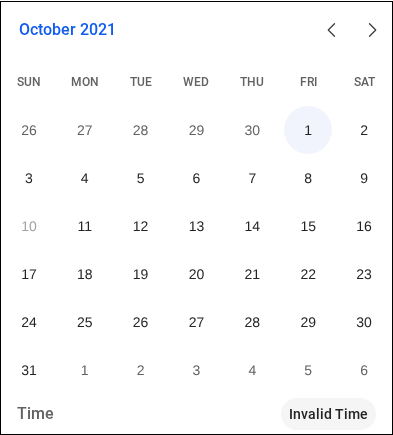 October 2021
SUN MON TUE WED THU FRI SAT
26 27 28 29 30 1 2
3 4 5 6 7 8 9
10 11 12 13 14 15 16
17 18 19 20 21 22 23
24 25 26 27 28 29 30
31 1 2 3 4 5 6
Time Invalid Time